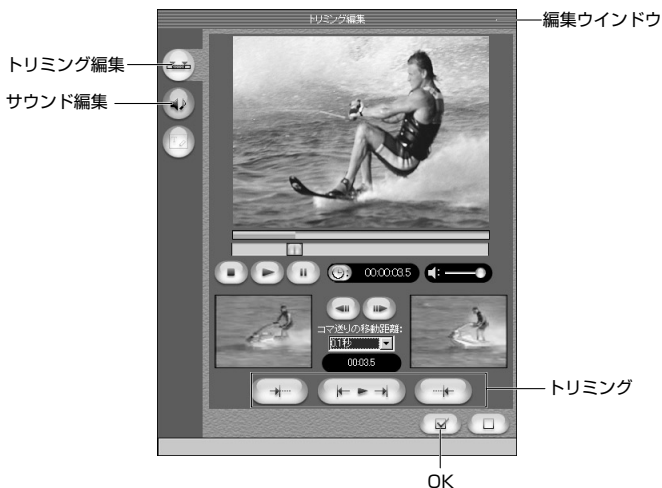 トリミング編集
編集ウインドウ
トリミング編集
サウンド編集
00:00:03.5
コマ送りの移動距離:
0.1秒
00:03.5
トリミング
OK